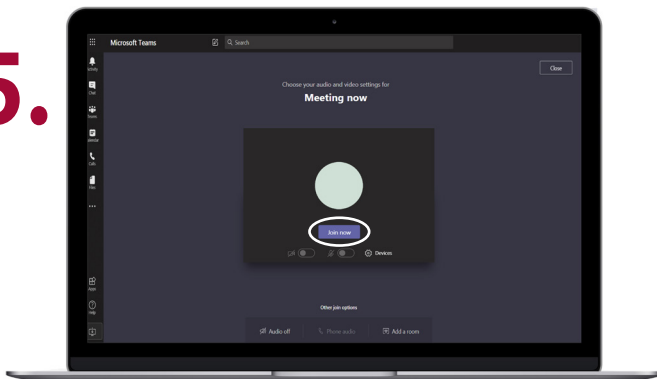 5.
Microsoft Teams
Search
Close
Activity
Chat
Teams
Calendar
Calls
Files
...
Choose your audio and video settings for
Meeting now
Join now
Devices
Other join options
Audio off
Phone audio
Add a room
Apps
Help